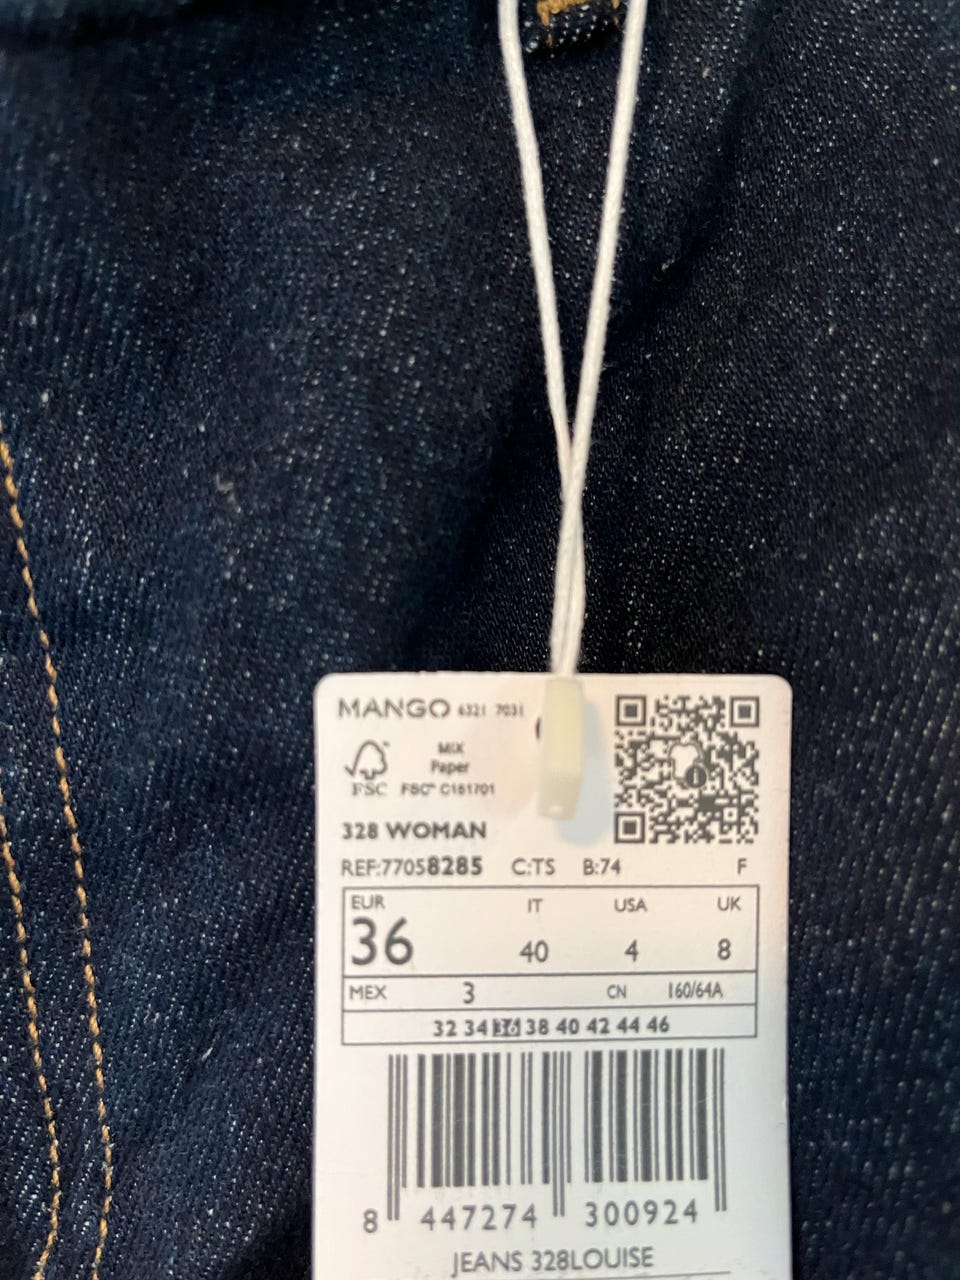 MANGO 6321 7031
MIX
Paper
FSC FSC™ C161701
328 WOMAN
REF:77058285 C:TS B:74 F
EUR IT USA UK
36 40 4 8
MEX 3 CN 160/64A
32 34 36 38 40 42 44 46
8 447274 300924
JEANS 328LOUISE